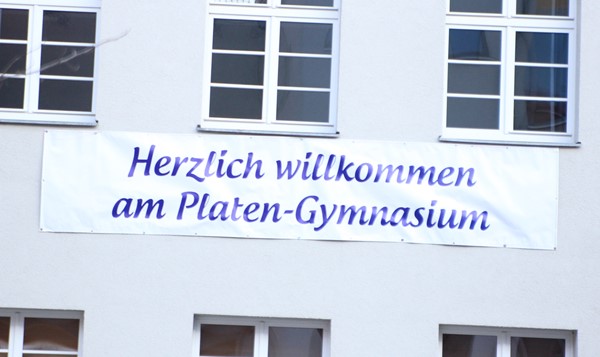 Herzlich willkommen
am Platen-Gymnasium